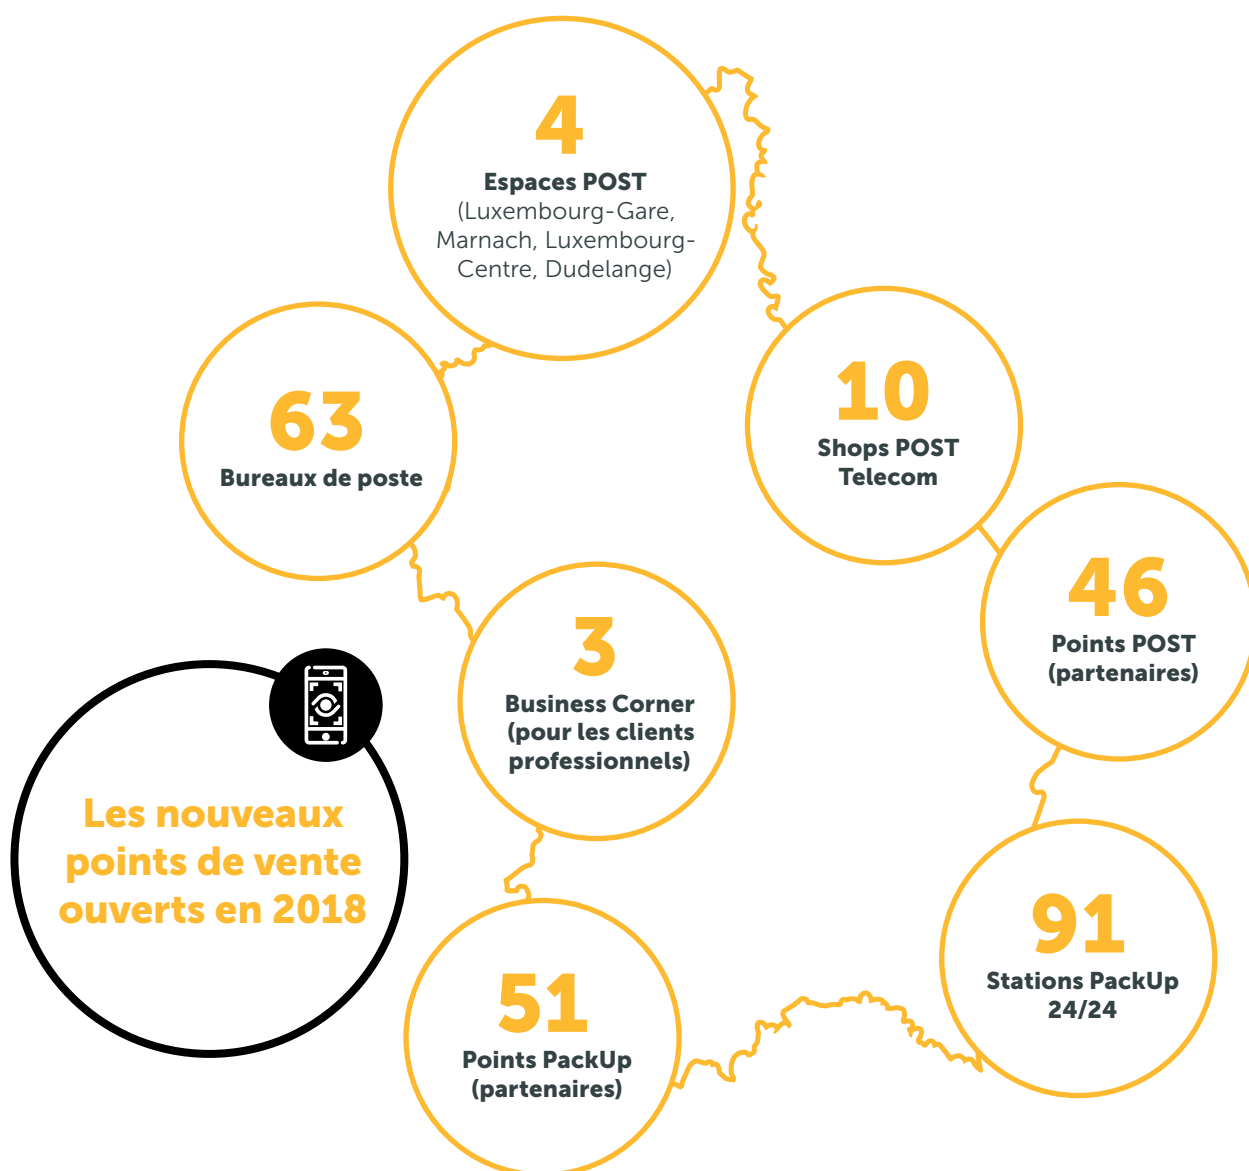 4
Espaces POST
(Luxembourg-Gare,
Marnach, Luxembourg-
Centre, Dudelange)
63
Bureaux de poste
10
Shops POST
Telecom
46
Points POST
(partenaires)
3
Business Corner
(pour les clients
professionnels)
Les nouveaux
points de vente
ouverts en 2018
91
Stations PackUp
24/24
51
Points PackUp
(partenaires)